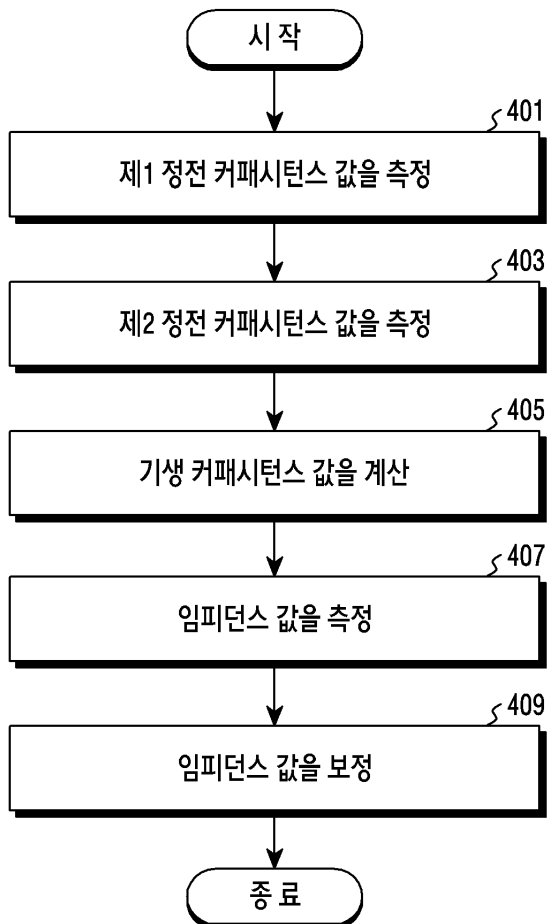 시 작
401
제1 정전 커패시턴스 값을 측정
403
제2 정전 커패시턴스 값을 측정
405
기생 커패시턴스 값을 계산
407
임피던스 값을 측정
409
임피던스 값을 보정
종 료